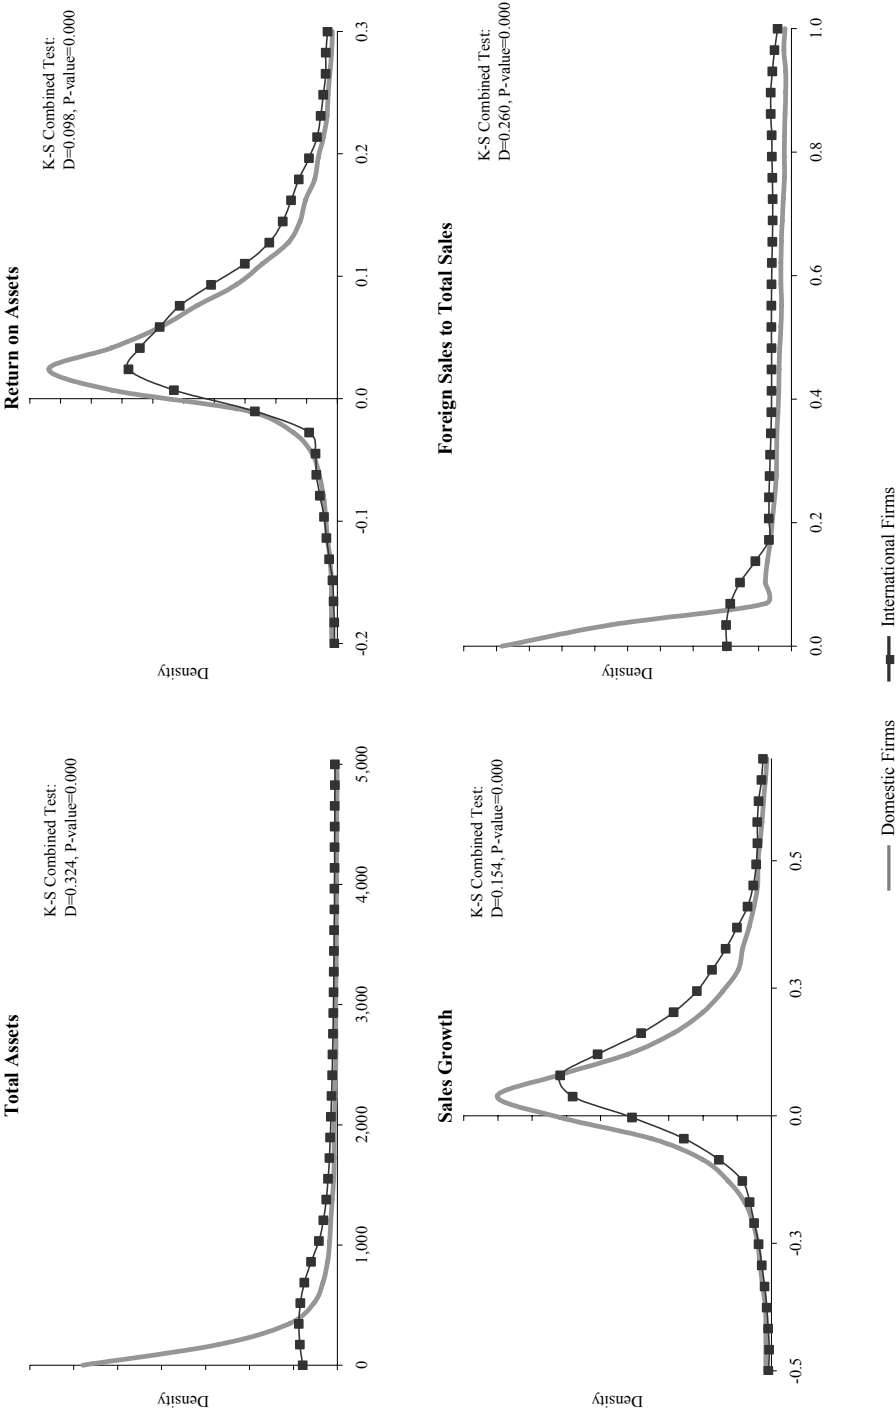 Total Assets
K-S Combined Test:
D=0.324, P-value=0.000
Density
0
1,000
2,000
3,000
4,000
5,000
Return on Assets
K-S Combined Test:
D=0.098, P-value=0.000
Density
-0.2
-0.1
0.0
0.1
0.2
0.3
Sales Growth
K-S Combined Test:
D=0.154, P-value=0.000
Density
-0.5
-0.3
0.0
0.3
0.5
Foreign Sales to Total Sales
K-S Combined Test:
D=0.260, P-value=0.000
Density
0.0
0.2
0.4
0.6
0.8
1.0
Domestic Firms
International Firms